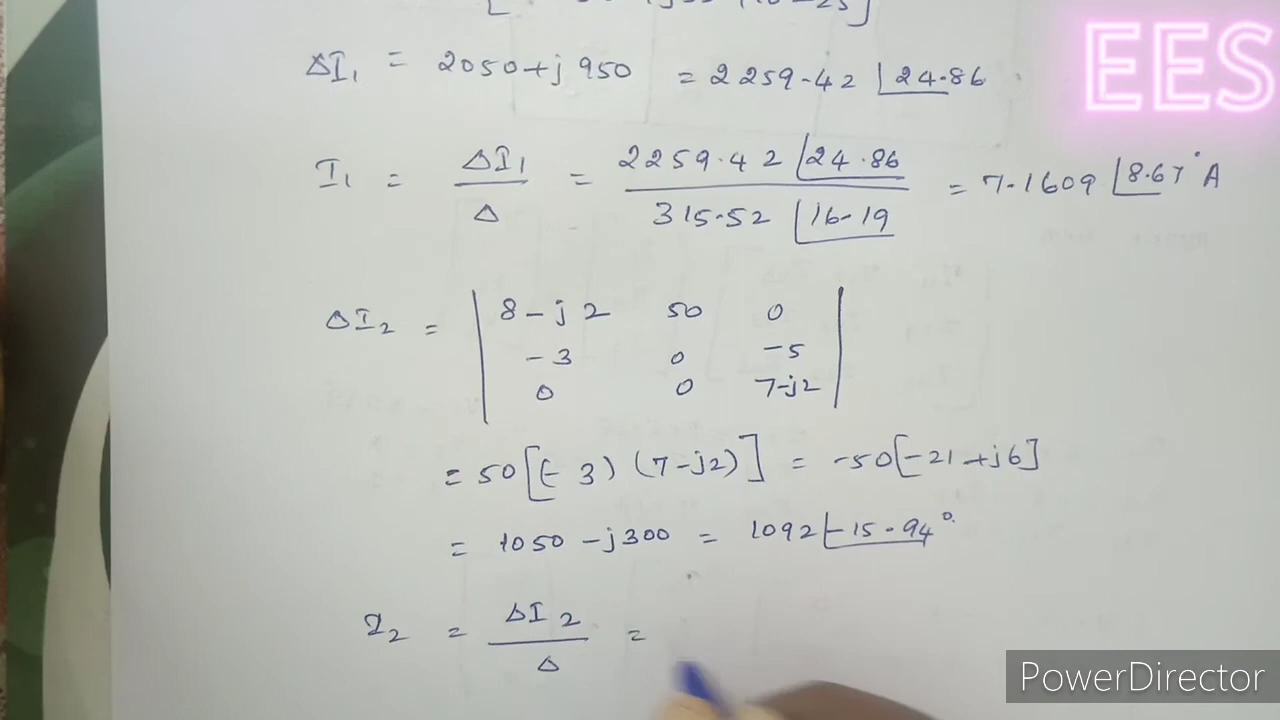 EES
ΔI₁ = 2050+j950 = 2259.42 ∠24.86
I₁ = ΔI₁/Δ = 2259.42 ∠24.86 / 315.52 ∠16.19 = 7.1609 ∠8.67° A
ΔI₂ = | 8-j2 50 0
-3 0 -5
0 0 7-j2 |
= 50[(-3)(7-j2)] = -50[-21+j6]
= 1050-j300 = 1092 ∠-15.94°
I₂ = ΔI₂/Δ =
PowerDirector